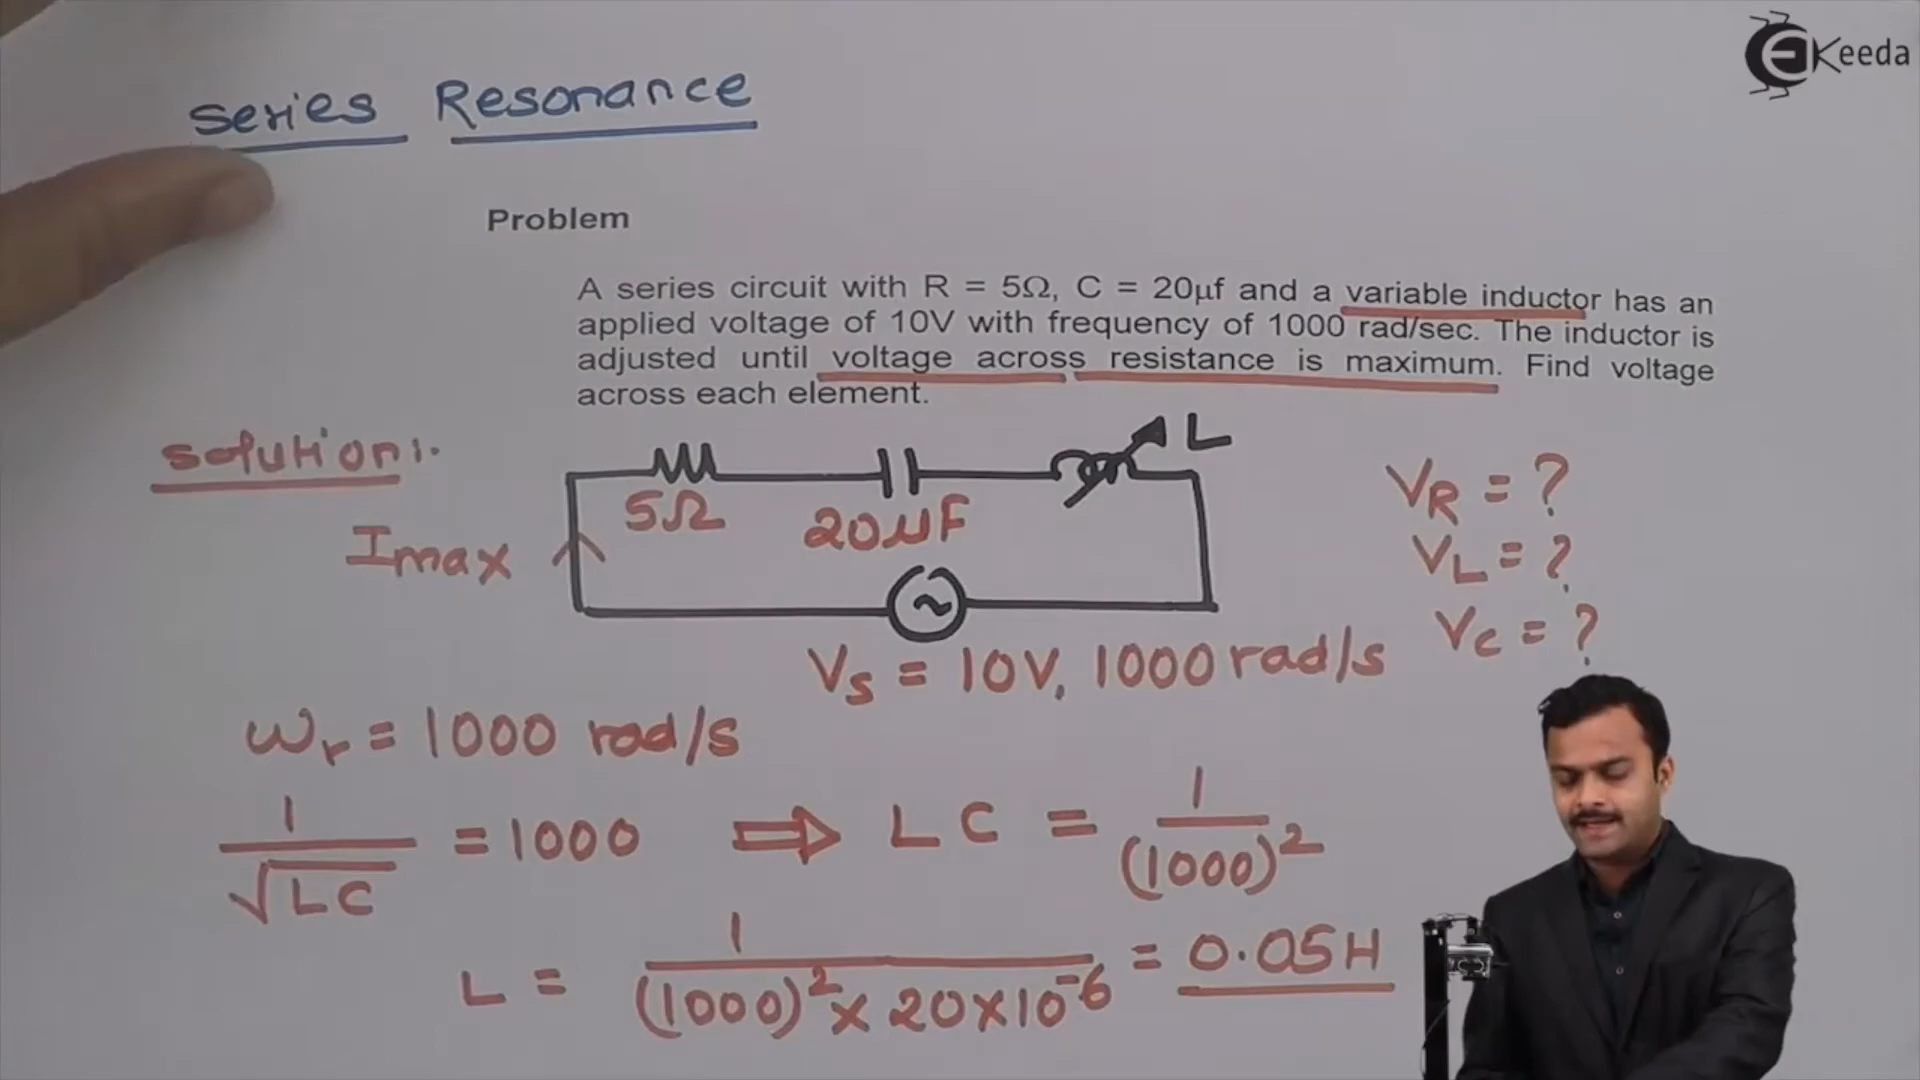 EKeeda
Series Resonance
Problem
A series circuit with R = 5Ω, C = 20μf and a variable inductor has an
applied voltage of 10V with frequency of 1000 rad/sec. The inductor is
adjusted until voltage across resistance is maximum. Find voltage
across each element.
Solution:.
L
5Ω
20μF
Imax
VR = ?
VL = ?
VC = ?
Vs = 10V, 1000 rad/s
ωr = 1000 rad/s
1/√LC = 1000 ⇒ LC = 1/(1000)²
L = 1/((1000)² x 20x10⁻⁶) = 0.05H